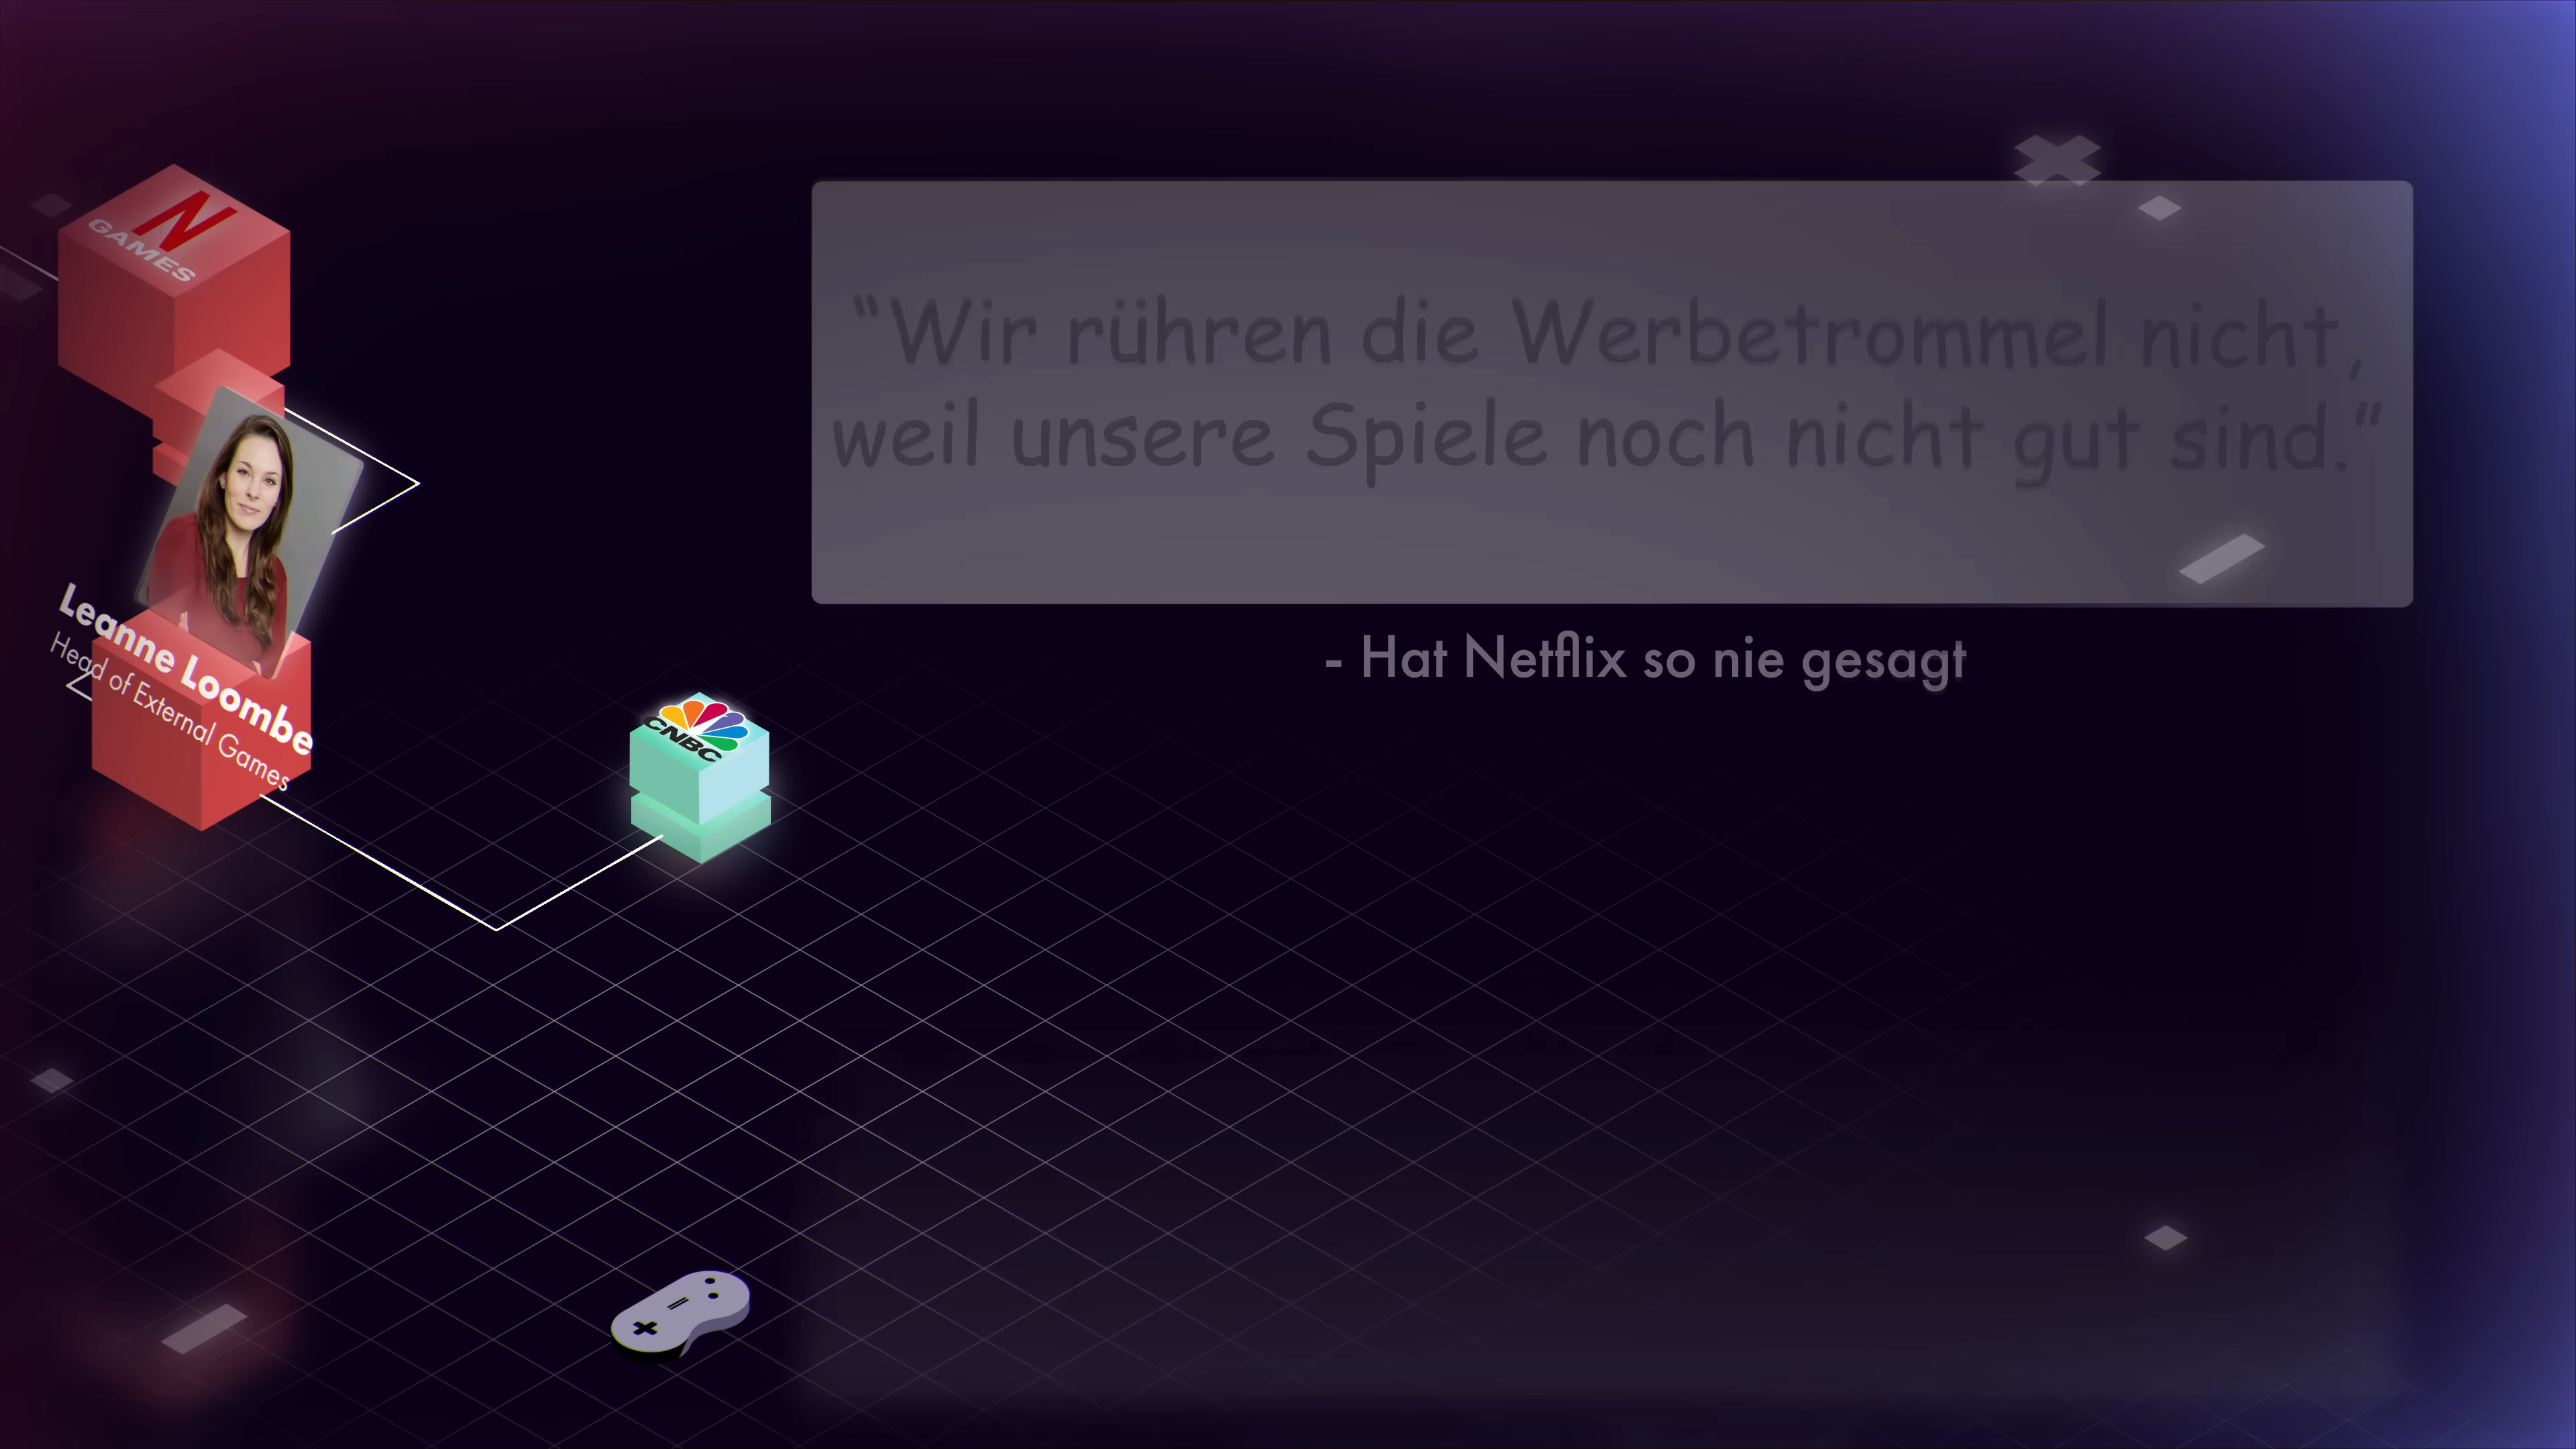 N
GAMES
Leanne Loombe
Head of External Games
CNBC
“Wir rühren die Werbetrommel nicht,
weil unsere Spiele noch nicht gut sind.”
- Hat Netflix so nie gesagt